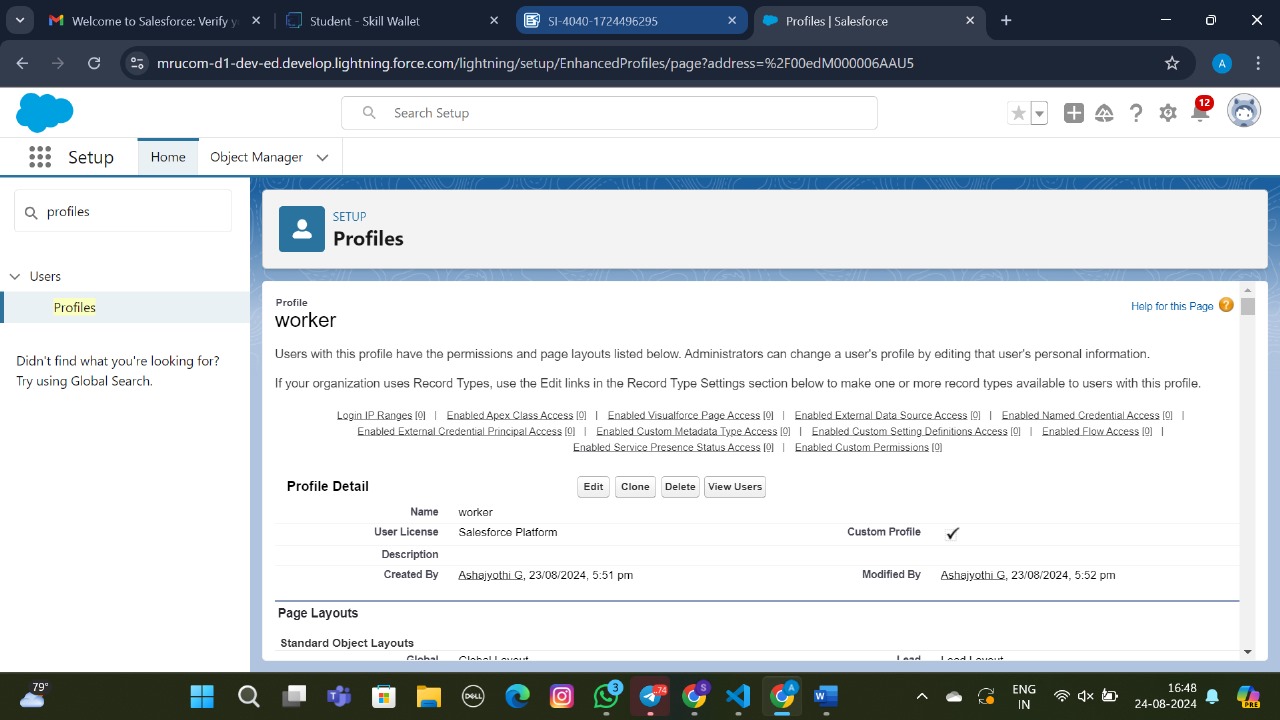 Welcome to Salesforce: Verify y
Student - Skill Wallet
SI-4040-1724496295
Profiles | Salesforce
mrucom-d1-dev-ed.develop.lightning.force.com/lightning/setup/EnhancedProfiles/page?address=%2F00edM000006AAU5
A
Search Setup
12
Setup
Home
Object Manager
profiles
Users
Profiles
Didn't find what you're looking for?
Try using Global Search.
SETUP
Profiles
Profile
worker
Help for this Page ?
Users with this profile have the permissions and page layouts listed below. Administrators can change a user's profile by editing that user's personal information.
If your organization uses Record Types, use the Edit links in the Record Type Settings section below to make one or more record types available to users with this profile.
Login IP Ranges [0] | Enabled Apex Class Access [0] | Enabled Visualforce Page Access [0] | Enabled External Data Source Access [0] | Enabled Named Credential Access [0] |
Enabled External Credential Principal Access [0] | Enabled Custom Metadata Type Access [0] | Enabled Custom Setting Definitions Access [0] | Enabled Flow Access [0] |
Enabled Service Presence Status Access [0] | Enabled Custom Permissions [0]
Profile Detail
Edit Clone Delete View Users
Name worker
User License Salesforce Platform Custom Profile
Description
Created By Ashajyothi G, 23/08/2024, 5:51 pm Modified By Ashajyothi G, 23/08/2024, 5:52 pm
Page Layouts
Standard Object Layouts
Global Global Layout Lead Lead Layout
79°
DELL
3
74
S
A
W
ENG
IN
16:48
24-08-2024
PRE